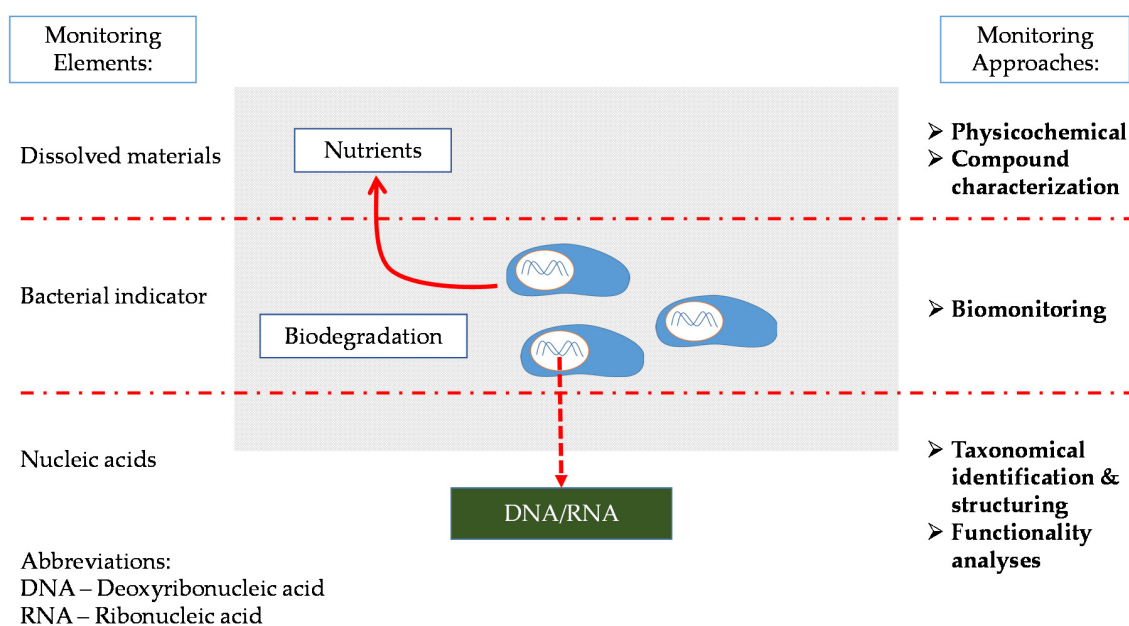 Monitoring
Elements:
Monitoring
Approaches:
Dissolved materials
Nutrients
➢ Physicochemical
➢ Compound
characterization
Bacterial indicator
Biodegradation
➢ Biomonitoring
Nucleic acids
DNA/RNA
➢ Taxonomical
identification &
structuring
➢ Functionality
analyses
Abbreviations:
DNA – Deoxyribonucleic acid
RNA – Ribonucleic acid